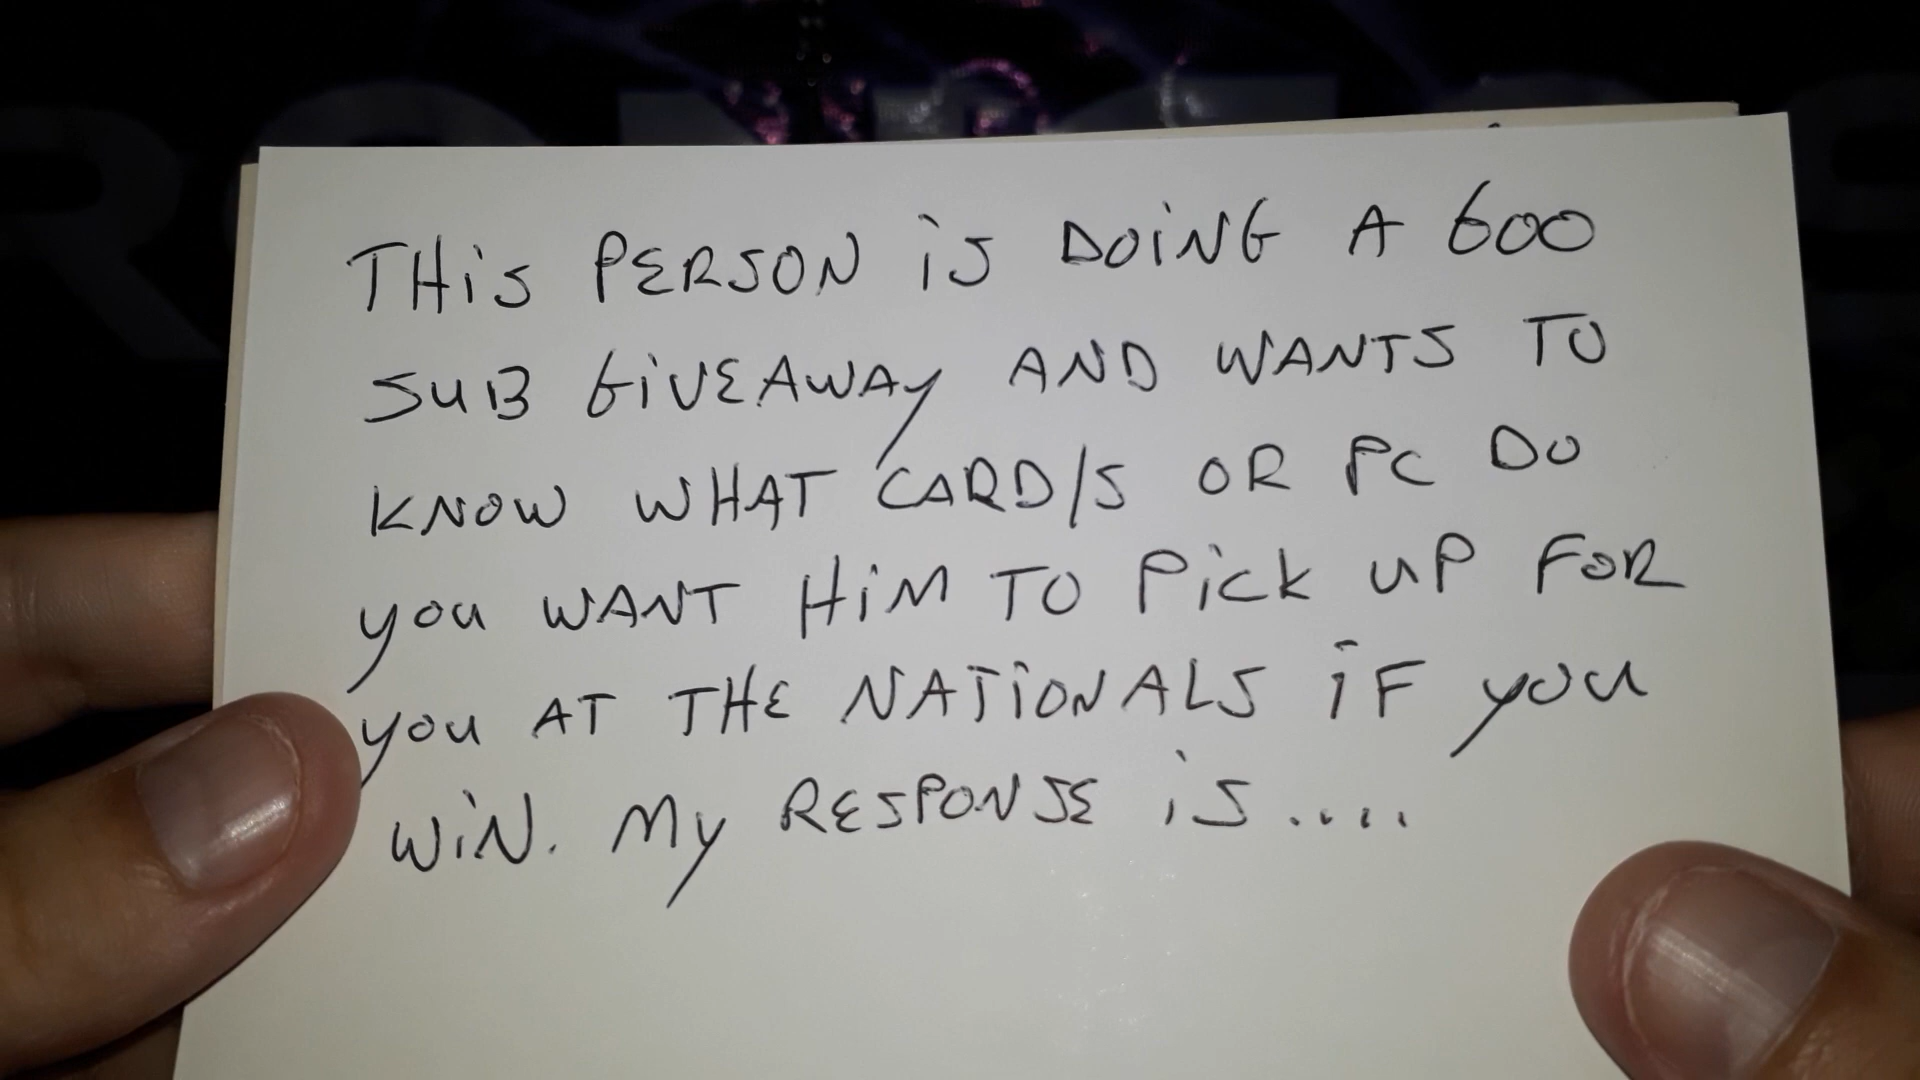 THiS PERSON iS DOiNG A 600
SUB GiVEAWAY AND WANTS TO
KNOW WHAT CARD/S OR PC DO
you WANT HiM TO Pick uP FOR
you AT THE NATiONALS iF you
WiN. My RESPONSE iS....